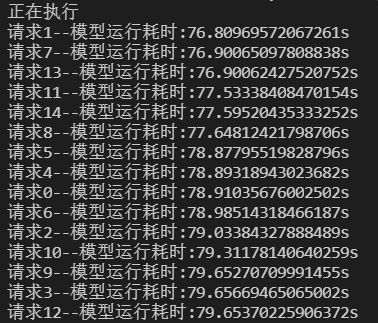 正在执行
请求1--模型运行耗时:76.80969572067261s
请求7--模型运行耗时:76.90065097808838s
请求13--模型运行耗时:76.90062427520752s
请求11--模型运行耗时:77.53338408470154s
请求14--模型运行耗时:77.59520435333252s
请求8--模型运行耗时:77.64812421798706s
请求5--模型运行耗时:78.87795519828796s
请求4--模型运行耗时:78.89318943023682s
请求0--模型运行耗时:78.91035676002502s
请求6--模型运行耗时:78.98514318466187s
请求2--模型运行耗时:79.03384327888489s
请求10--模型运行耗时:79.31178140640259s
请求9--模型运行耗时:79.65270709991455s
请求3--模型运行耗时:79.65669465065002s
请求12--模型运行耗时:79.65370225906372s